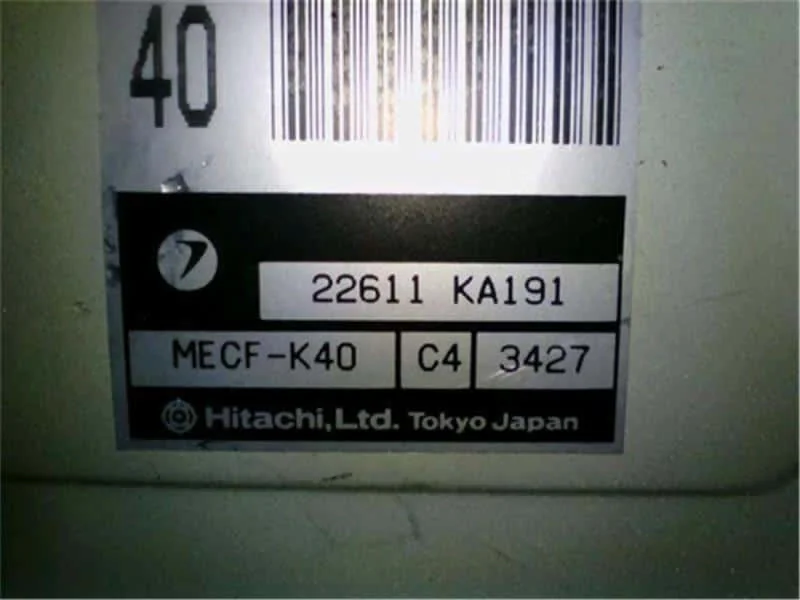 40
22611 KA191
MECF-K40 C4 3427
Hitachi, Ltd. Tokyo Japan